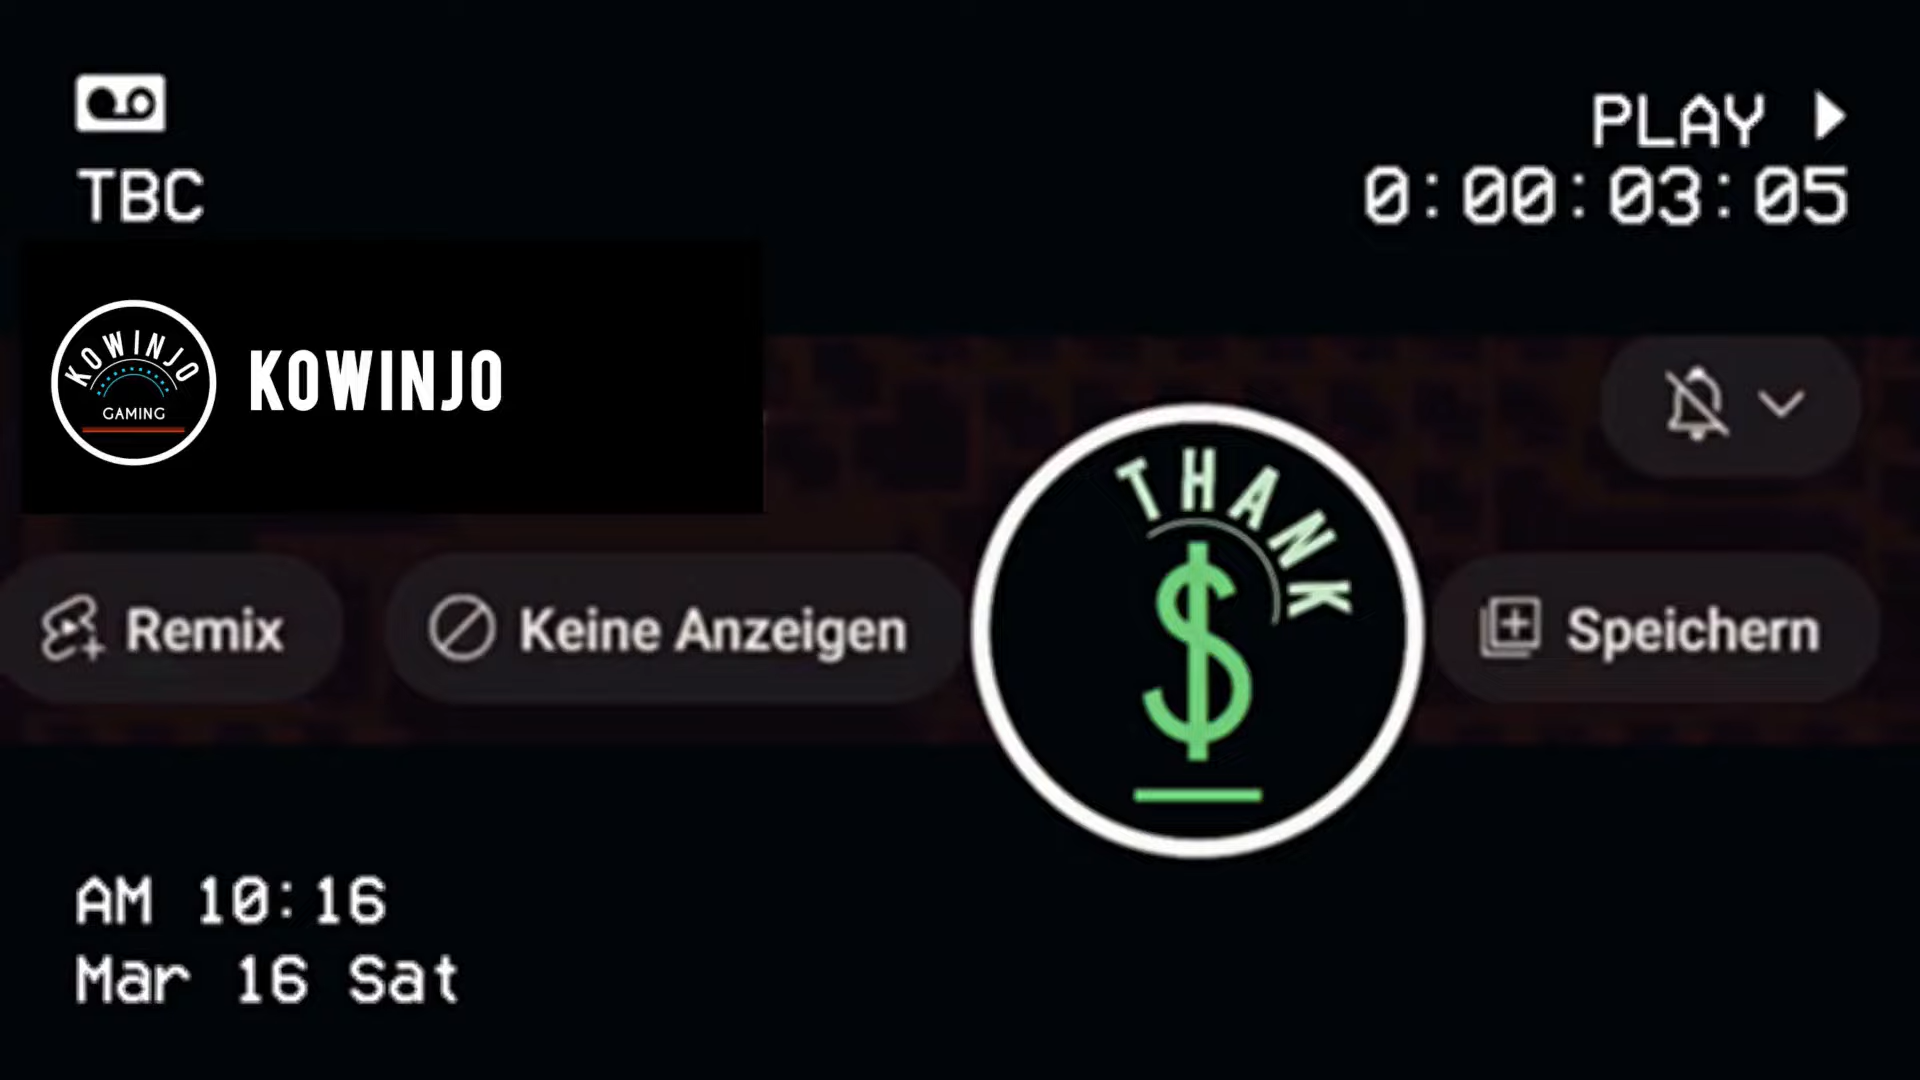 TBC
PLAY
0:00:03:05
KOWINJO
GAMING
KOWINJO
THANK
$
Remix
Keine Anzeigen
Speichern
AM 10:16
Mar 16 Sat